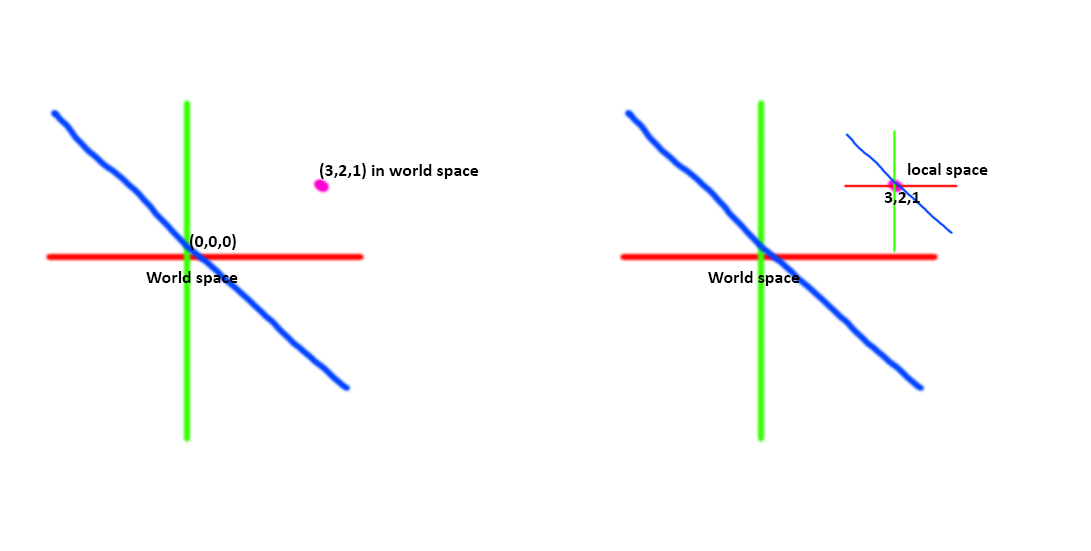 (3,2,1) in world space
(0,0,0)
World space
local space
3,2,1
World space